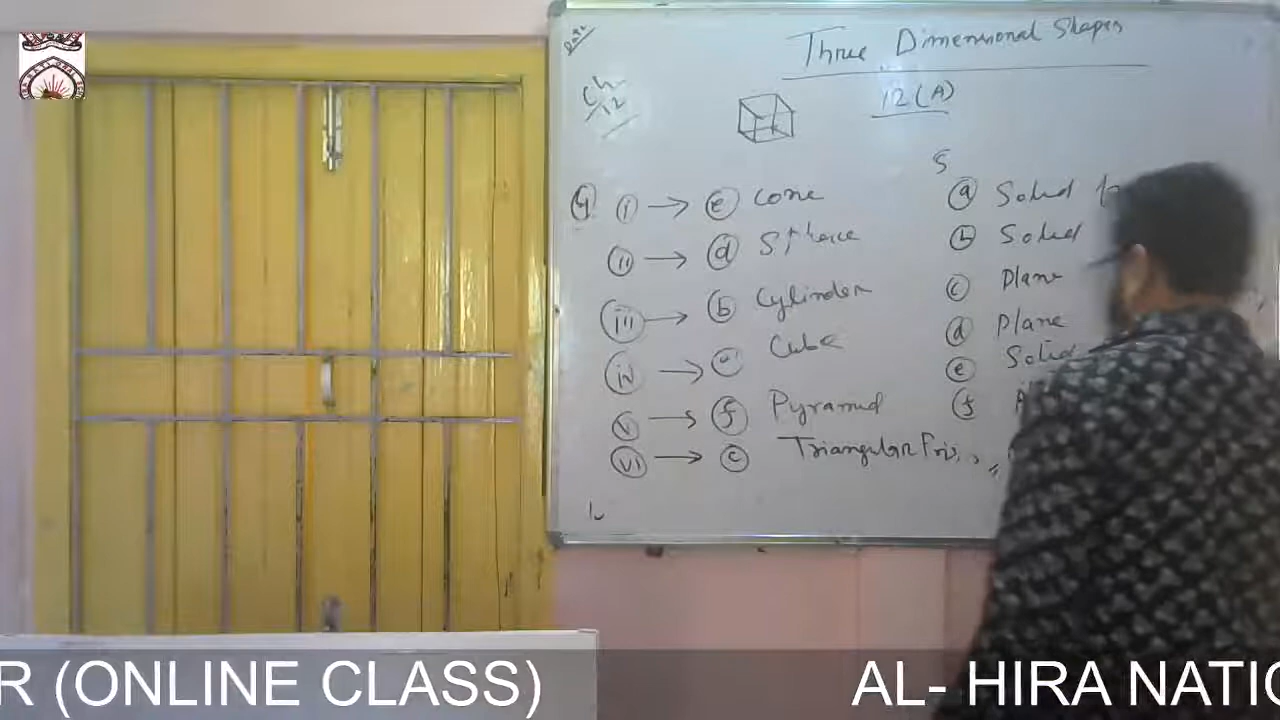 Three Dimensional Shapes
Ch
12
12 (A)
4 i → e Cone
ii → d Sphere
iii → b Cylinder
iv → Cube
v → f Pyramid
vi → c Triangular Pris
5
a Solid
b Solid
c Plane
d Plane
e Solid
f
R (ONLINE CLASS) AL- HIRA NATIO